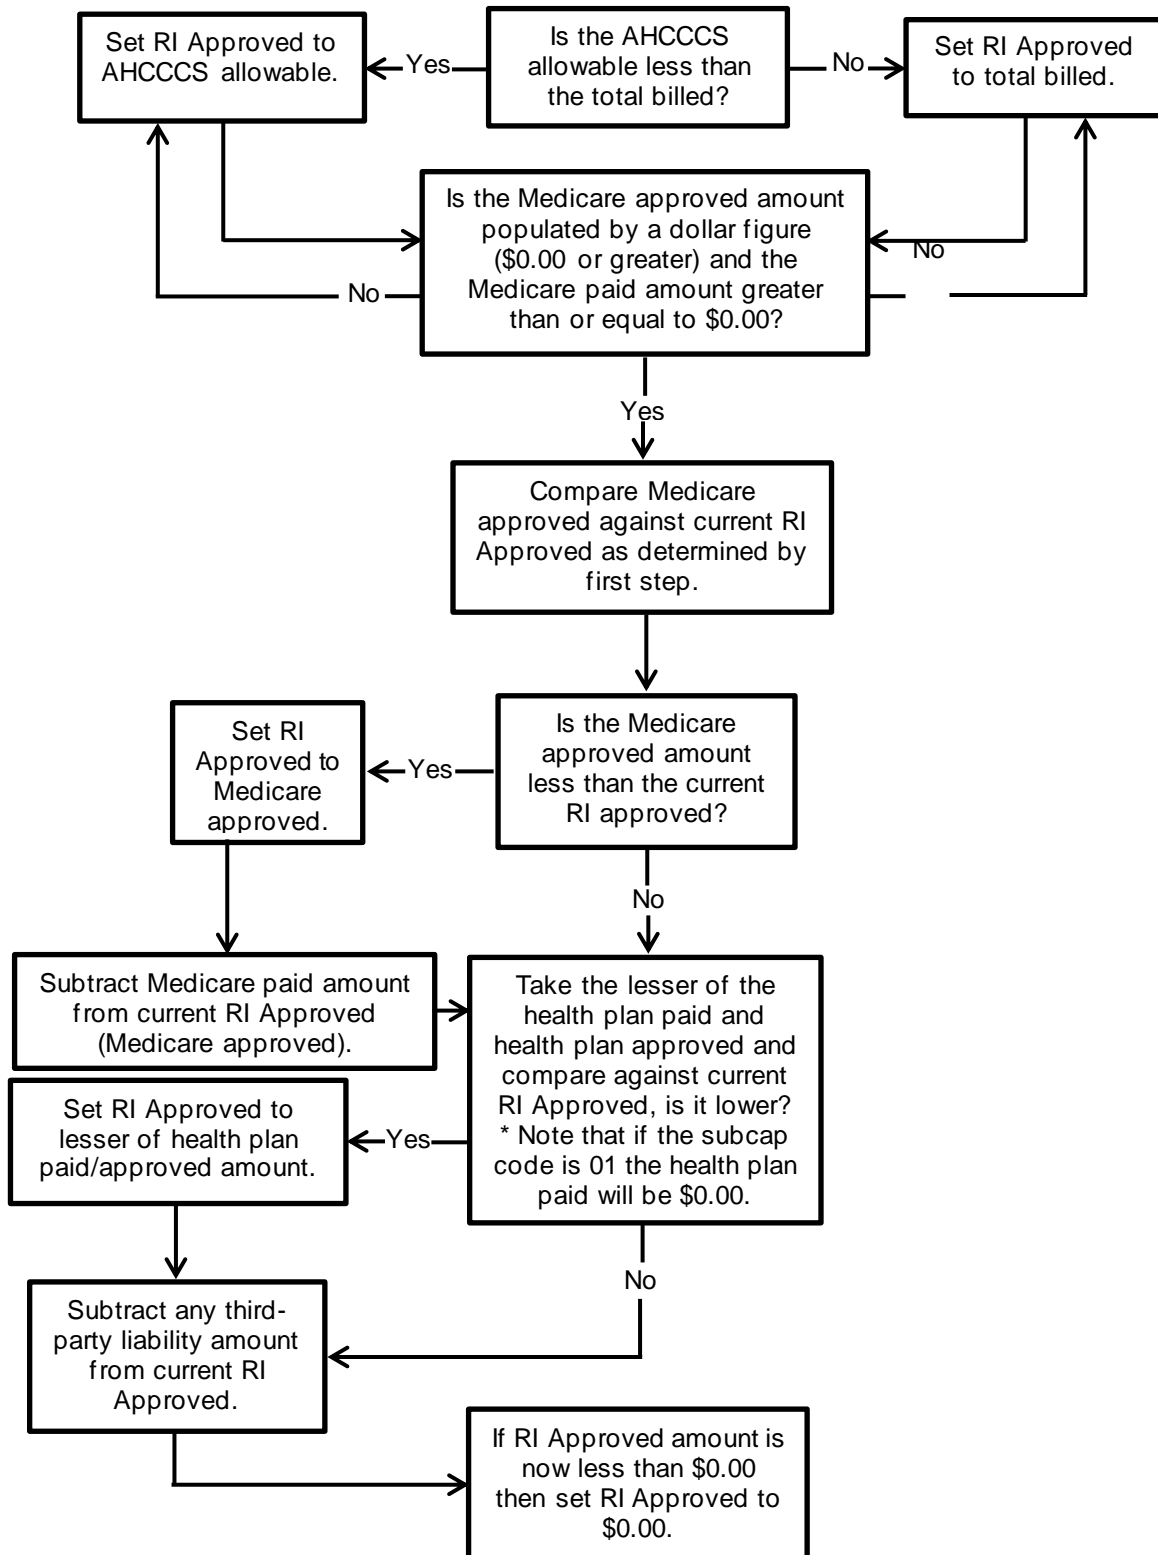 Set RI Approved to
AHCCCS allowable.
Yes
Is the AHCCCS
allowable less than
the total billed?
No
Set RI Approved
to total billed.
Is the Medicare approved amount
populated by a dollar figure
($0.00 or greater) and the
Medicare paid amount greater
than or equal to $0.00?
No
No
Yes
Compare Medicare
approved against current RI
Approved as determined by
first step.
Set RI
Approved to
Medicare
approved.
Yes
Is the Medicare
approved amount
less than the current
RI approved?
No
Subtract Medicare paid amount
from current RI Approved
(Medicare approved).
Take the lesser of the
health plan paid and
health plan approved and
compare against current
RI Approved, is it lower?
* Note that if the subcap
code is 01 the health plan
paid will be $0.00.
Yes
Set RI Approved to
lesser of health plan
paid/approved amount.
No
Subtract any third-
party liability amount
from current RI
Approved.
If RI Approved amount is
now less than $0.00
then set RI Approved to
$0.00.